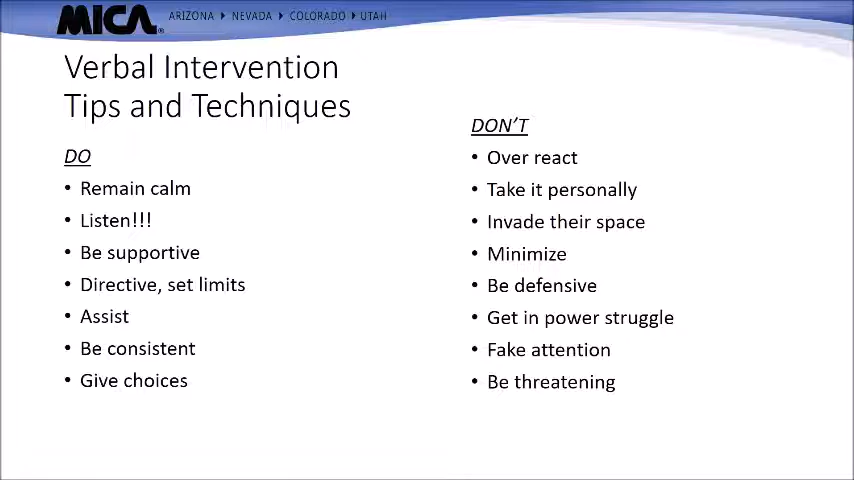 MICA® ARIZONA ▸ NEVADA ▸ COLORADO ▸ UTAH
Verbal Intervention
Tips and Techniques
DO
• Remain calm
• Listen!!!
• Be supportive
• Directive, set limits
• Assist
• Be consistent
• Give choices
DON'T
• Over react
• Take it personally
• Invade their space
• Minimize
• Be defensive
• Get in power struggle
• Fake attention
• Be threatening